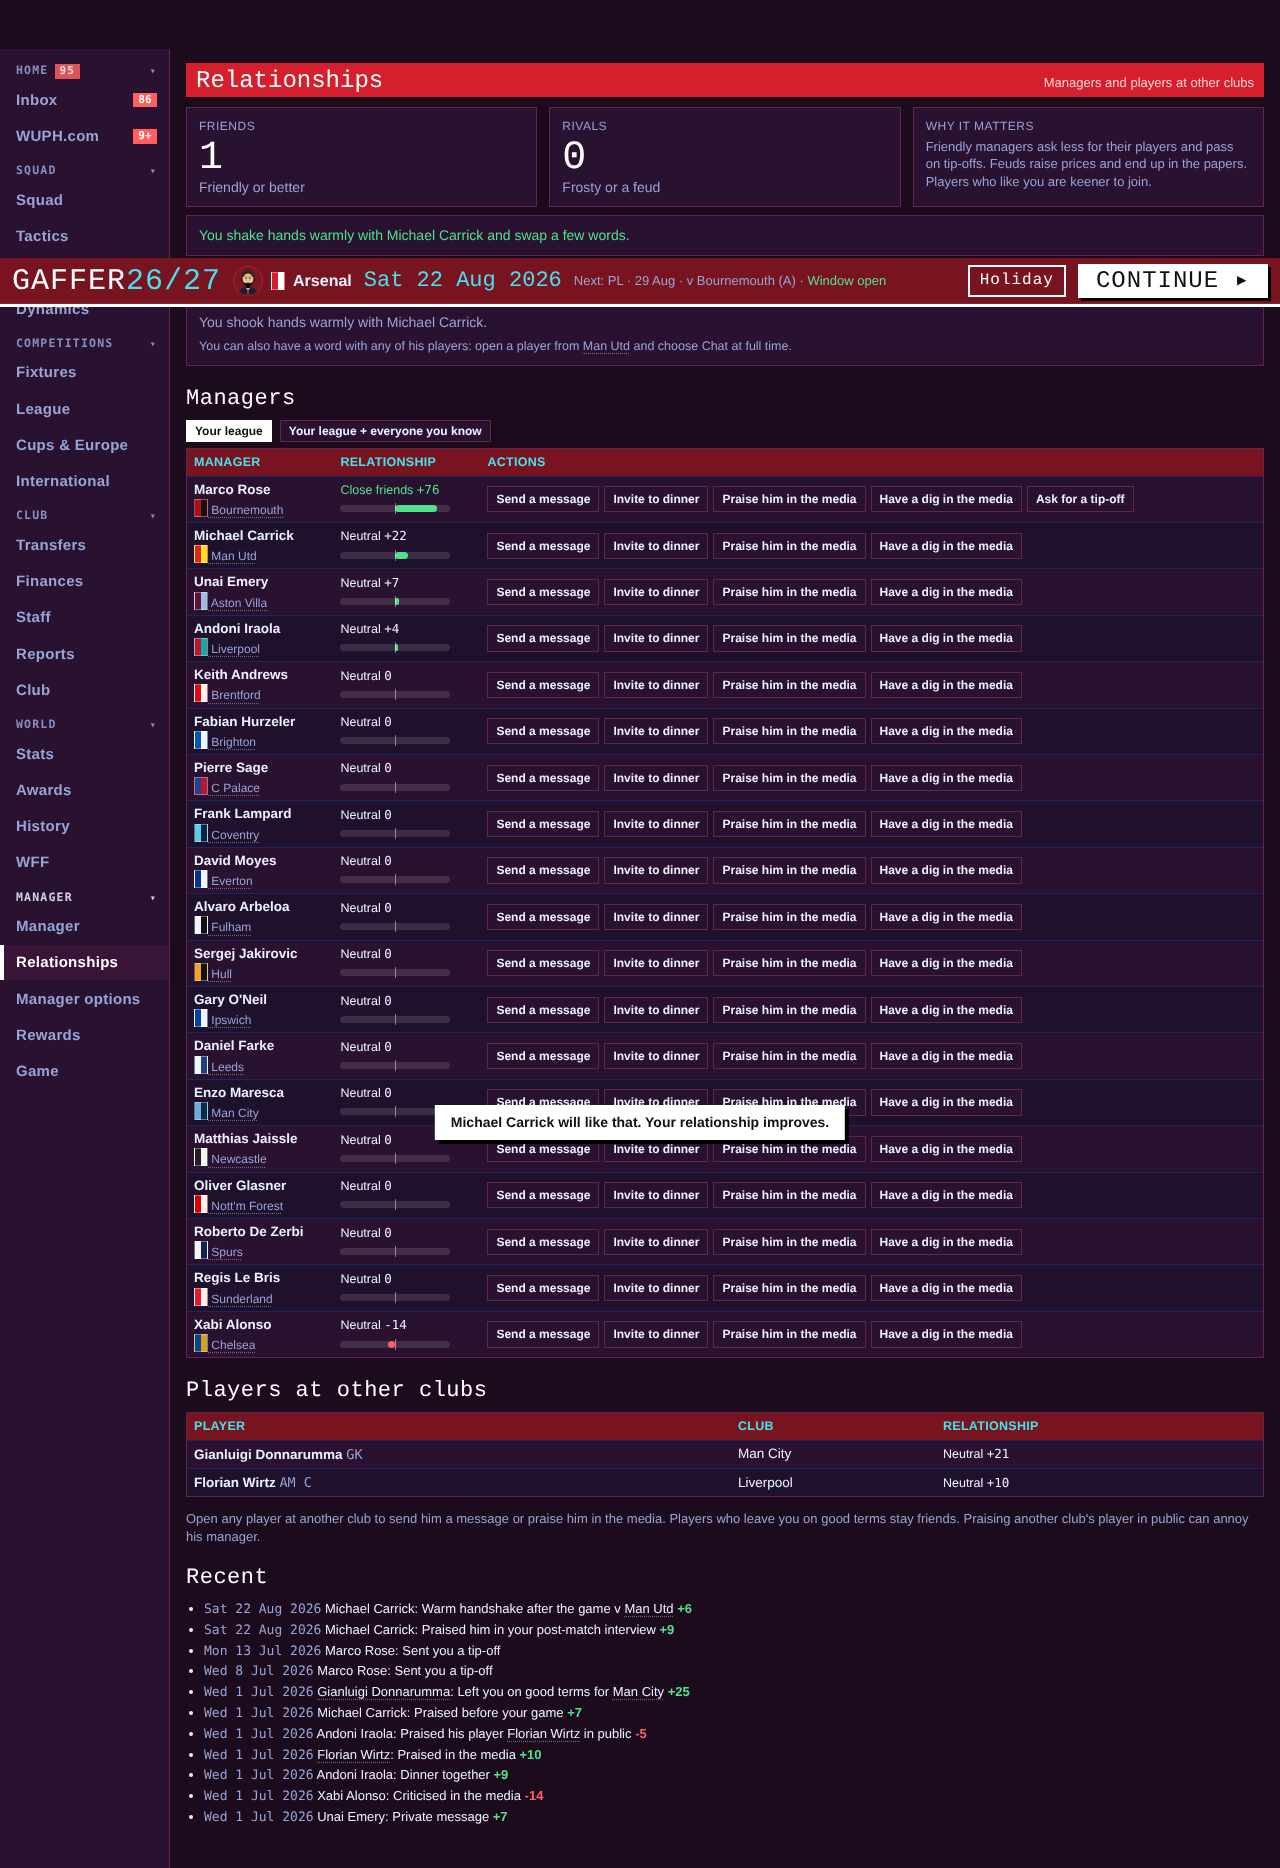 HOME 95 ▾
Inbox 86
WUPH.com 9+
SQUAD ▾
Squad
Tactics
Dynamics
COMPETITIONS ▾
Fixtures
League
Cups & Europe
International
CLUB ▾
Transfers
Finances
Staff
Reports
Club
WORLD ▾
Stats
Awards
History
WFF
MANAGER ▾
Manager
Relationships
Manager options
Rewards
Game
Relationships Managers and players at other clubs
FRIENDS
1
Friendly or better
RIVALS
0
Frosty or a feud
WHY IT MATTERS
Friendly managers ask less for their players and pass
on tip-offs. Feuds raise prices and end up in the papers.
Players who like you are keener to join.
You shake hands warmly with Michael Carrick and swap a few words.
GAFFER26/27 Arsenal Sat 22 Aug 2026 Next: PL · 29 Aug · v Bournemouth (A) · Window open Holiday CONTINUE ►
You shook hands warmly with Michael Carrick.
You can also have a word with any of his players: open a player from Man Utd and choose Chat at full time.
Managers
Your league Your league + everyone you know
MANAGER RELATIONSHIP ACTIONS
Marco Rose Close friends +76
Bournemouth Send a message Invite to dinner Praise him in the media Have a dig in the media Ask for a tip-off
Michael Carrick Neutral +22
Man Utd Send a message Invite to dinner Praise him in the media Have a dig in the media
Unai Emery Neutral +7
Aston Villa Send a message Invite to dinner Praise him in the media Have a dig in the media
Andoni Iraola Neutral +4
Liverpool Send a message Invite to dinner Praise him in the media Have a dig in the media
Keith Andrews Neutral 0
Brentford Send a message Invite to dinner Praise him in the media Have a dig in the media
Fabian Hurzeler Neutral 0
Brighton Send a message Invite to dinner Praise him in the media Have a dig in the media
Pierre Sage Neutral 0
C Palace Send a message Invite to dinner Praise him in the media Have a dig in the media
Frank Lampard Neutral 0
Coventry Send a message Invite to dinner Praise him in the media Have a dig in the media
David Moyes Neutral 0
Everton Send a message Invite to dinner Praise him in the media Have a dig in the media
Alvaro Arbeloa Neutral 0
Fulham Send a message Invite to dinner Praise him in the media Have a dig in the media
Sergej Jakirovic Neutral 0
Hull Send a message Invite to dinner Praise him in the media Have a dig in the media
Gary O'Neil Neutral 0
Ipswich Send a message Invite to dinner Praise him in the media Have a dig in the media
Daniel Farke Neutral 0
Leeds Send a message Invite to dinner Praise him in the media Have a dig in the media
Enzo Maresca Neutral 0
Man City Send a message Invite to dinner Praise him in the media Have a dig in the media
Michael Carrick will like that. Your relationship improves.
Matthias Jaissle Neutral 0
Newcastle Send a message Invite to dinner Praise him in the media Have a dig in the media
Oliver Glasner Neutral 0
Nott'm Forest Send a message Invite to dinner Praise him in the media Have a dig in the media
Roberto De Zerbi Neutral 0
Spurs Send a message Invite to dinner Praise him in the media Have a dig in the media
Regis Le Bris Neutral 0
Sunderland Send a message Invite to dinner Praise him in the media Have a dig in the media
Xabi Alonso Neutral -14
Chelsea Send a message Invite to dinner Praise him in the media Have a dig in the media
Players at other clubs
PLAYER CLUB RELATIONSHIP
Gianluigi Donnarumma GK Man City Neutral +21
Florian Wirtz AM C Liverpool Neutral +10
Open any player at another club to send him a message or praise him in the media. Players who leave you on good terms stay friends. Praising another club's player in public can annoy
his manager.
Recent
• Sat 22 Aug 2026 Michael Carrick: Warm handshake after the game v Man Utd +6
• Sat 22 Aug 2026 Michael Carrick: Praised him in your post-match interview +9
• Mon 13 Jul 2026 Marco Rose: Sent you a tip-off
• Wed 8 Jul 2026 Marco Rose: Sent you a tip-off
• Wed 1 Jul 2026 Gianluigi Donnarumma: Left you on good terms for Man City +25
• Wed 1 Jul 2026 Michael Carrick: Praised before your game +7
• Wed 1 Jul 2026 Andoni Iraola: Praised his player Florian Wirtz in public -5
• Wed 1 Jul 2026 Florian Wirtz: Praised in the media +10
• Wed 1 Jul 2026 Andoni Iraola: Dinner together +9
• Wed 1 Jul 2026 Xabi Alonso: Criticised in the media -14
• Wed 1 Jul 2026 Unai Emery: Private message +7